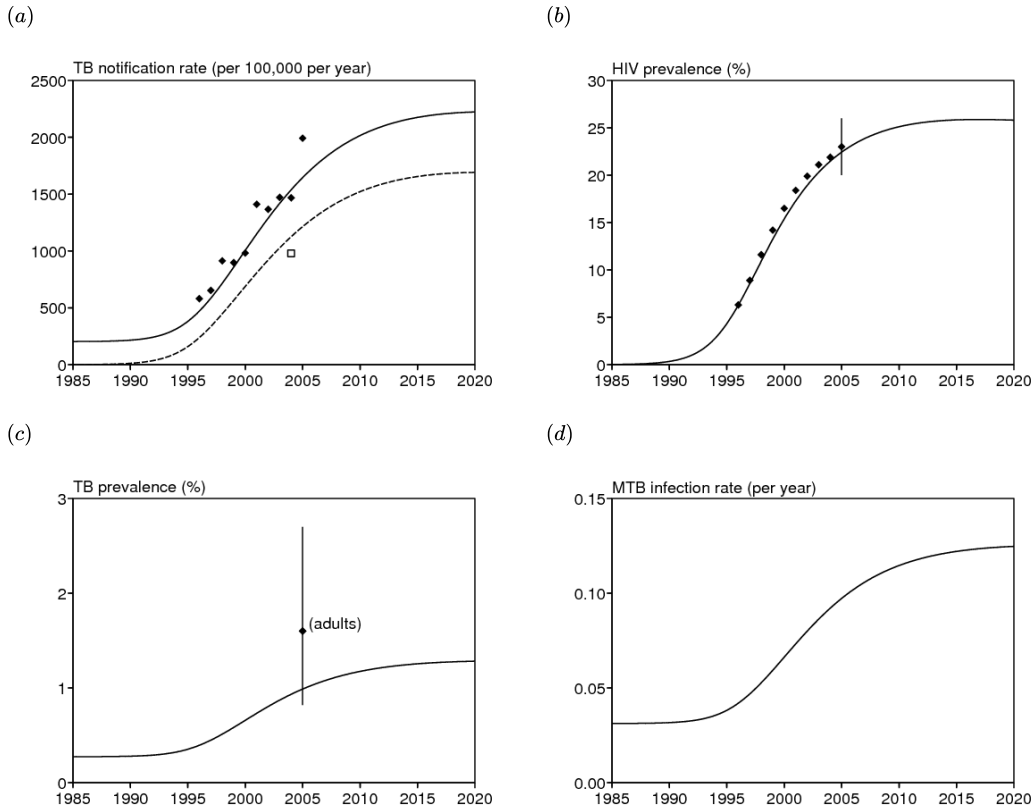 (a)
TB notification rate (per 100,000 per year)
2500
2000
1500
1000
500
0
1985 1990 1995 2000 2005 2010 2015 2020
(b)
HIV prevalence (%)
30
25
20
15
10
5
0
1985 1990 1995 2000 2005 2010 2015 2020
(c)
TB prevalence (%)
3
2
(adults)
1
0
1985 1990 1995 2000 2005 2010 2015 2020
(d)
MTB infection rate (per year)
0.15
0.10
0.05
0.00
1985 1990 1995 2000 2005 2010 2015 2020